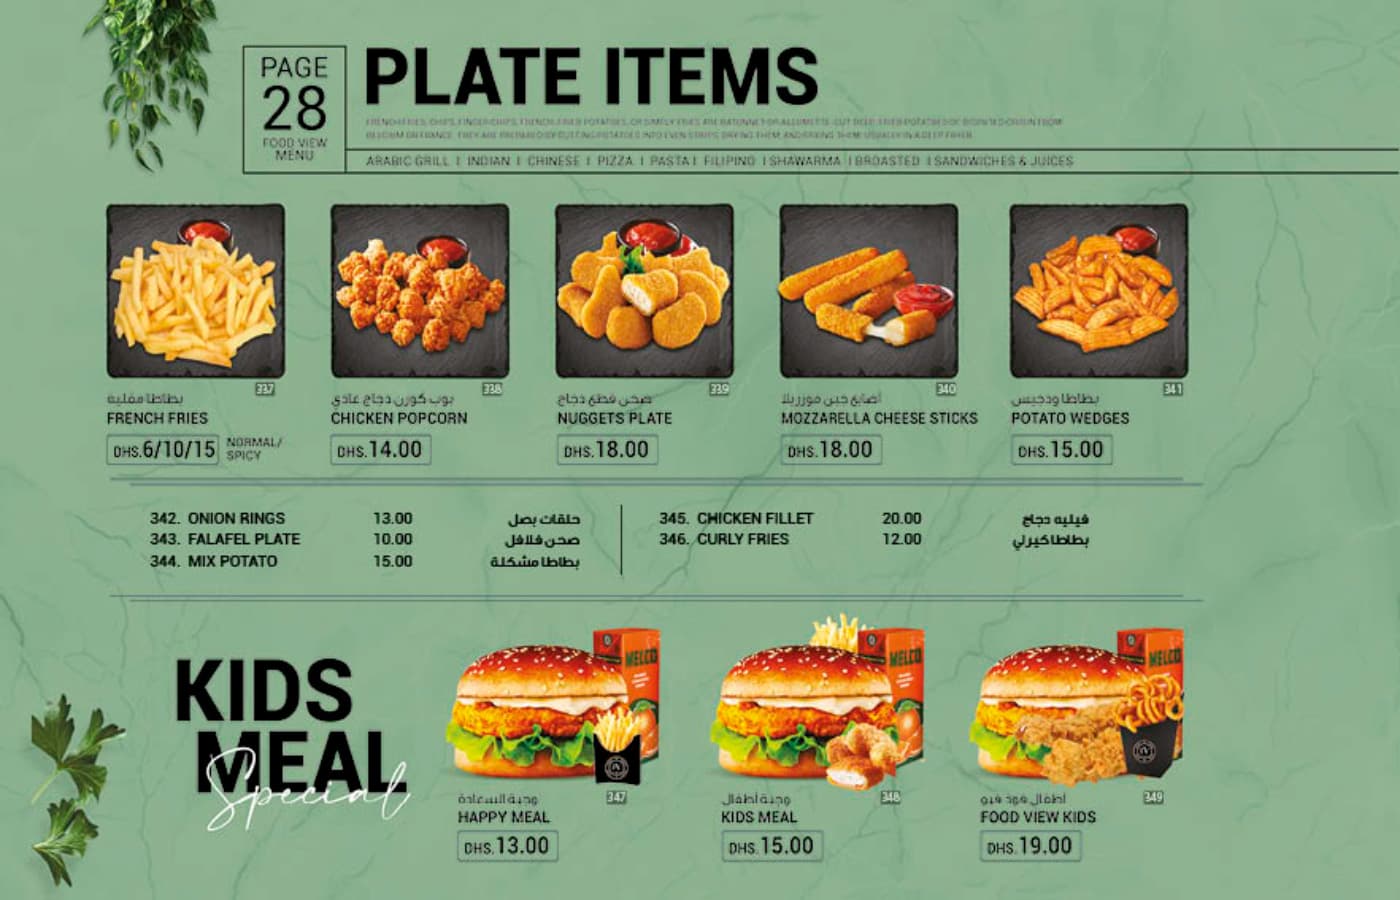 PAGE
28
FOOD VIEW
MENU
PLATE ITEMS
ARABIC GRILL I INDIAN I CHINESE I PIZZA I PASTA I FILIPINO I SHAWARMA I BROASTED I SANDWICHES & JUICES
337
بطاطا مقلية
FRENCH FRIES
DHS.6/10/15
NORMAL/
SPICY
338
بوب كورن دجاج عادي
CHICKEN POPCORN
DHS.14.00
339
صحن قطع دجاج
NUGGETS PLATE
DHS.18.00
340
اصابع جبن موزريلا
MOZZARELLA CHEESE STICKS
DHS.18.00
341
بطاطا ودجيس
POTATO WEDGES
DHS.15.00
342. ONION RINGS 13.00 حلقات بصل
343. FALAFEL PLATE 10.00 صحن فلافل
344. MIX POTATO 15.00 بطاطا مشكلة
345. CHICKEN FILLET 20.00 فيليه دجاج
346. CURLY FRIES 12.00 بطاطا كيرلي
KIDS
MEAL
Special
MELCO
347
وجبة السعادة
HAPPY MEAL
DHS.13.00
MELCO
348
وجبة اطفال
KIDS MEAL
DHS.15.00
MELCO
349
اطفال فود فيو
FOOD VIEW KIDS
DHS.19.00